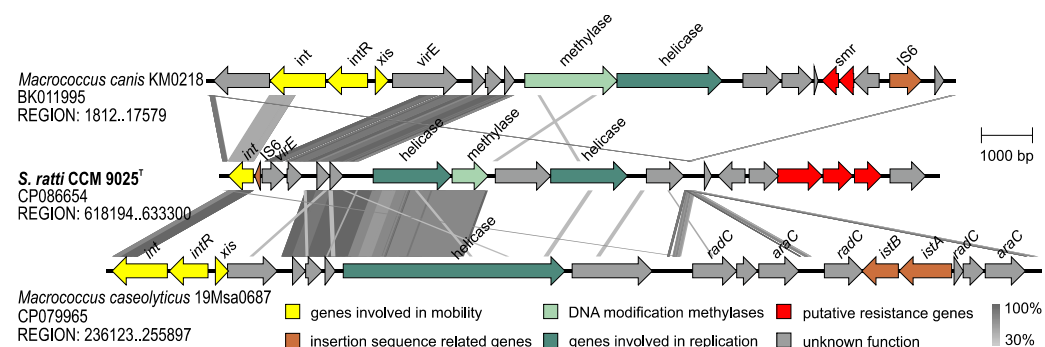 int intR xis virE methylase helicase smr IS6
Macrococcus canis KM0218
BK011995
REGION: 1812..17579
1000 bp
int IS6 virE helicase methylase helicase
S. ratti CCM 9025ᵀ
CP086654
REGION: 618194..633300
int intR xis helicase radC araC radC istB istA radC araC
Macrococcus caseolyticus 19Msa0687
CP079965
REGION: 236123..255897
genes involved in mobility DNA modification methylases putative resistance genes 100%
insertion sequence related genes genes involved in replication unknown function 30%